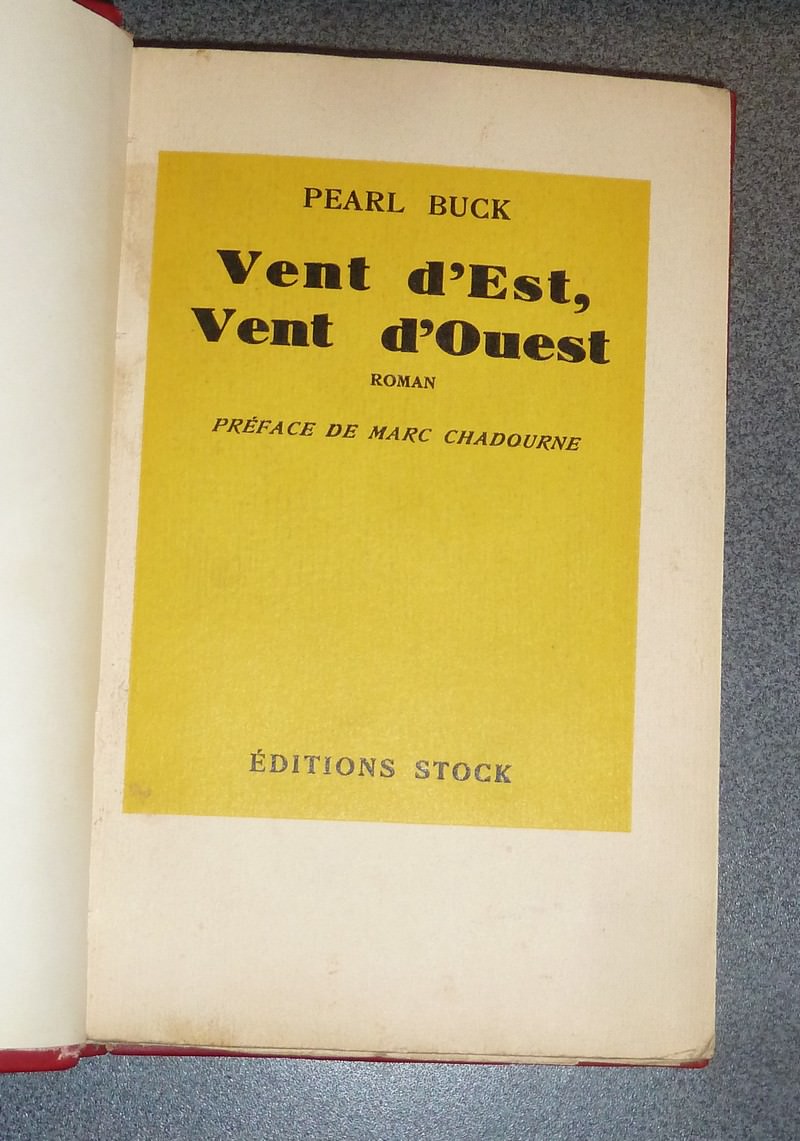 PEARL BUCK
Vent d'Est,
Vent d'Ouest
ROMAN
PRÉFACE DE MARC CHADOURNE
ÉDITIONS STOCK